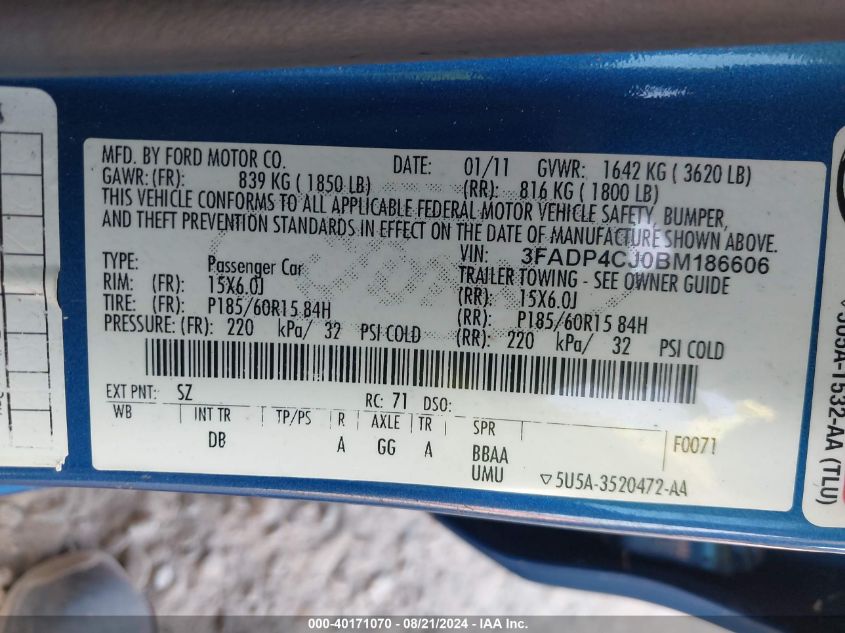 MFD. BY FORD MOTOR CO. DATE: 01/11 GVWR: 1642 KG ( 3620 LB)
GAWR: (FR): 839 KG ( 1850 LB) (RR): 816 KG ( 1800 LB)
THIS VEHICLE CONFORMS TO ALL APPLICABLE FEDERAL MOTOR VEHICLE SAFETY, BUMPER,
AND THEFT PREVENTION STANDARDS IN EFFECT ON THE DATE OF MANUFACTURE SHOWN ABOVE.
VIN: 3FADP4CJ0BM186606
TYPE: Passenger Car TRAILER TOWING - SEE OWNER GUIDE
RIM: (FR): 15X6.0J (RR): 15X6.0J
TIRE: (FR): P185/60R15 84H (RR): P185/60R15 84H
PRESSURE: (FR): 220 kPa/ 32 PSI COLD (RR): 220 kPa/ 32 PSI COLD
EXT PNT: SZ RC: 71 DSO:
WB INT TR TP/PS R AXLE TR SPR F0071
DB A GG A BBAA
UMU ▽5U5A-3520472-AA
5U5A-1532-AA (TLU)
000-40171070 - 08/21/2024 - IAAI.com.